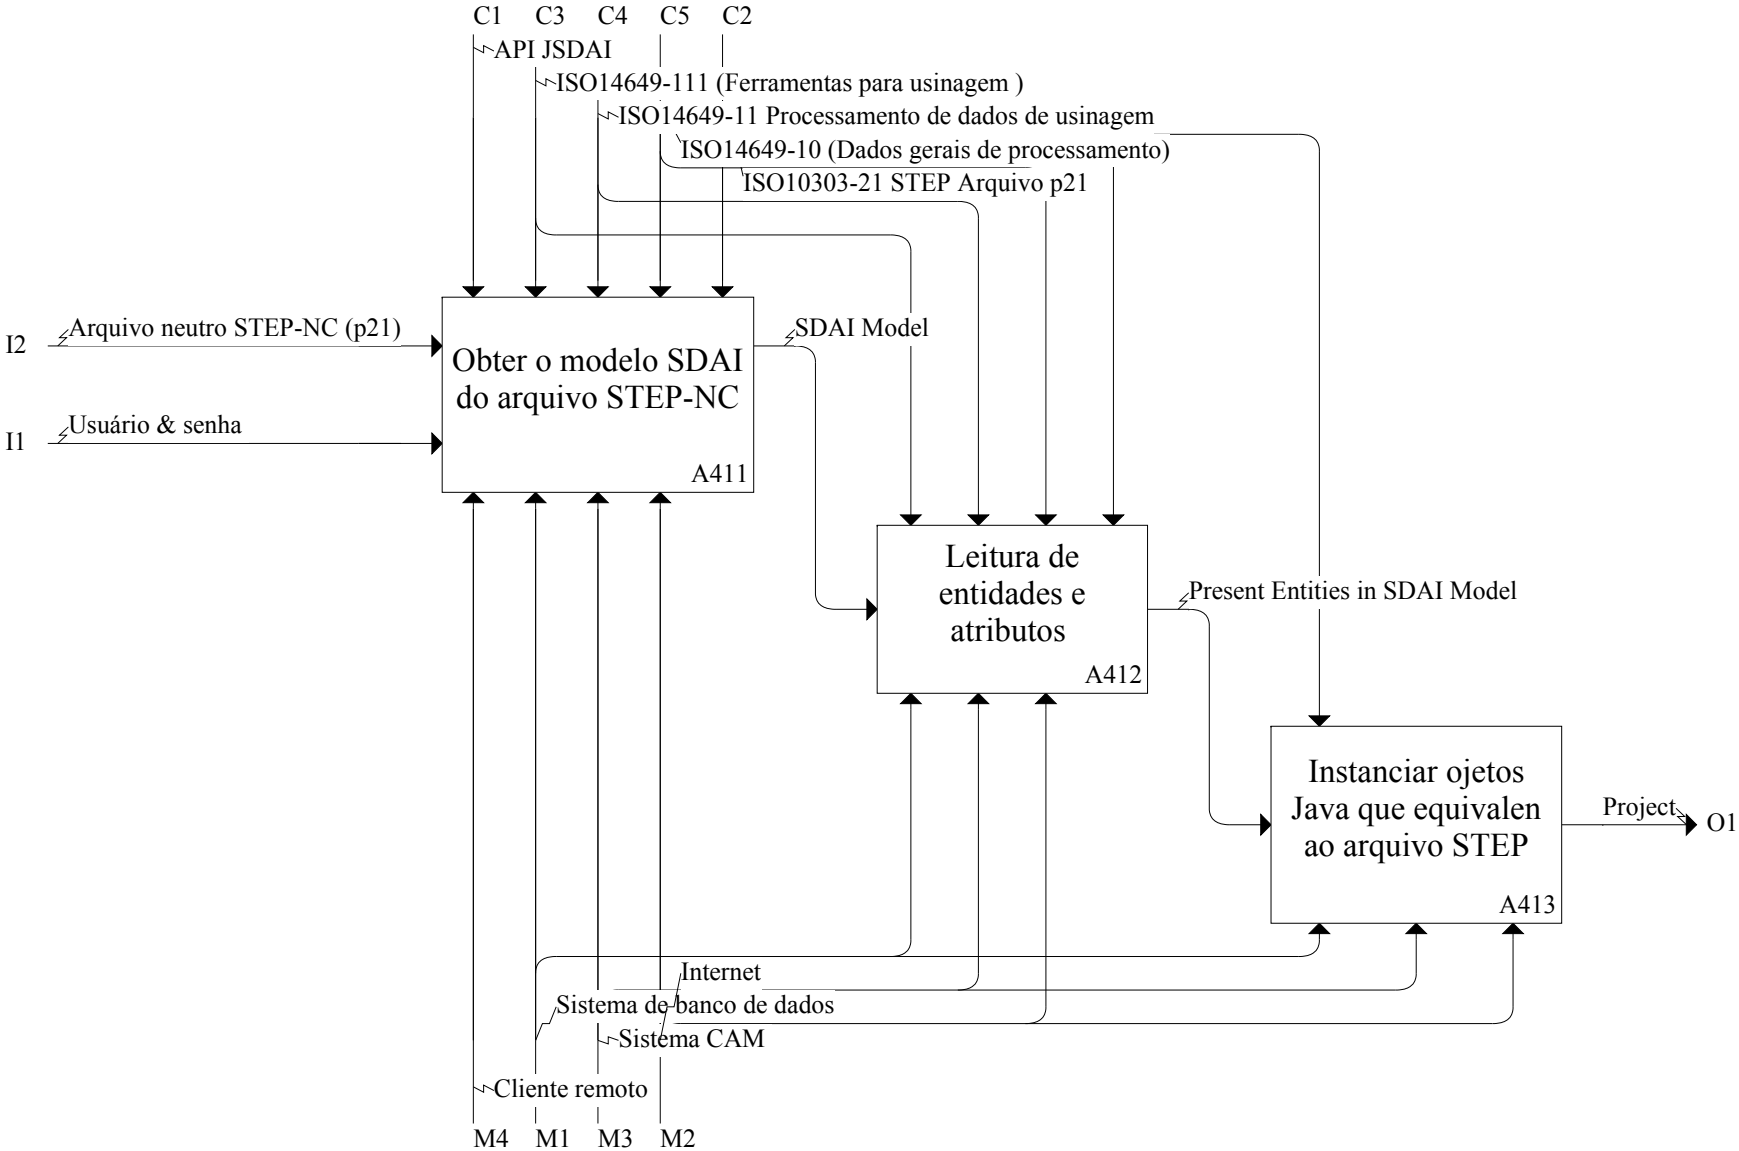 C1 C3 C4 C5 C2
API JSDAI
ISO14649-111 (Ferramentas para usinagem )
ISO14649-11 Processamento de dados de usinagem
ISO14649-10 (Dados gerais de processamento)
ISO10303-21 STEP Arquivo p21
I2
Arquivo neutro STEP-NC (p21)
SDAI Model
Obter o modelo SDAI
do arquivo STEP-NC
I1
Usuário & senha
A411
Leitura de
entidades e
atributos
A412
Present Entities in SDAI Model
Instanciar ojetos
Java que equivalen
ao arquivo STEP
A413
Project
O1
Internet
Sistema de banco de dados
Sistema CAM
Cliente remoto
M4 M1 M3 M2